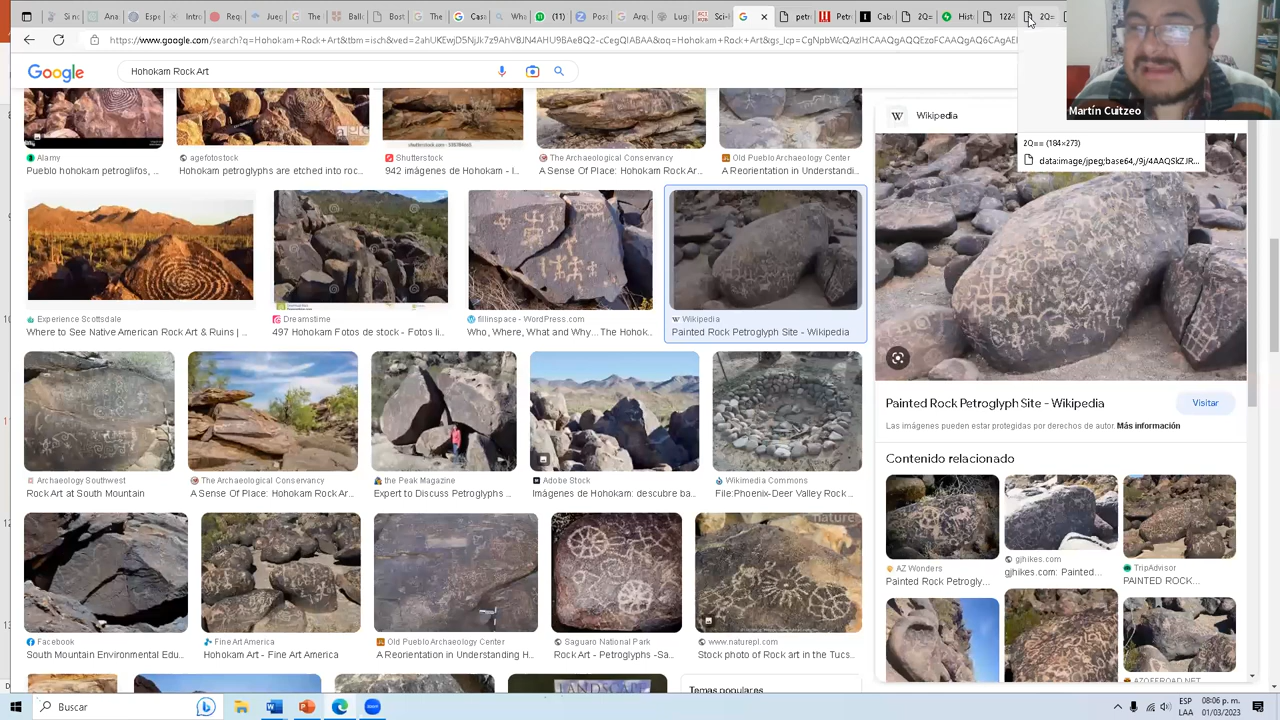 2Q=
Hist
1224
2Q=
https://www.google.com/search?q=Hohokam+Rock+Art&tbm=isch&ved=2ahUKEwjD5NjJk7z9AhV8JN4AHU9BAe8Q2-cCegQIABAA&oq=Hohokam+Rock+Art&gs_lcp=CgNpbWcQAzIHCAAQgAQQEzoFCAAQgAQ6CAgAEI
Google
Hohokam Rock Art
Martín Cuitzeo
2Q== (184×273)
data:image/jpeg;base64,/9j/4AAQSkZJR...
Wikipedia
Alamy
Pueblo hohokam petroglifos, ...
agefotostock
Hohokam petroglyphs are etched into roc...
Shutterstock
942 imágenes de Hohokam - I...
The Archaeological Conservancy
A Sense Of Place: Hohokam Rock Ar...
Old Pueblo Archaeology Center
A Reorientation in Understandi...
Experience Scottsdale
Where to See Native American Rock Art & Ruins | ...
Dreamstime
497 Hohokam Fotos de stock - Fotos li...
fillinspace - WordPress.com
Who, Where, What and Why... The Hohok...
Wikipedia
Painted Rock Petroglyph Site - Wikipedia
Painted Rock Petroglyph Site - Wikipedia
Visitar
Las imágenes pueden estar protegidas por derechos de autor. Más información
Contenido relacionado
Archaeology Southwest
Rock Art at South Mountain
The Archaeological Conservancy
A Sense Of Place: Hohokam Rock Ar...
the Peak Magazine
Expert to Discuss Petroglyphs ...
Adobe Stock
Imágenes de Hohokam: descubre ba...
Wikimedia Commons
File:Phoenix-Deer Valley Rock ...
AZ Wonders
Painted Rock Petrogly...
gjhikes.com
gjhikes.com: Painted...
TripAdvisor
PAINTED ROCK...
Facebook
South Mountain Environmental Edu...
Fine Art America
Hohokam Art - Fine Art America
Old Pueblo Archaeology Center
A Reorientation in Understanding H...
Saguaro National Park
Rock Art - Petroglyphs -Sa...
www.naturepl.com
Stock photo of Rock art in the Tucs...
AZOFFROAD.NET
Temas populares
Buscar
ESP
LAA
08:06 p. m.
01/03/2023